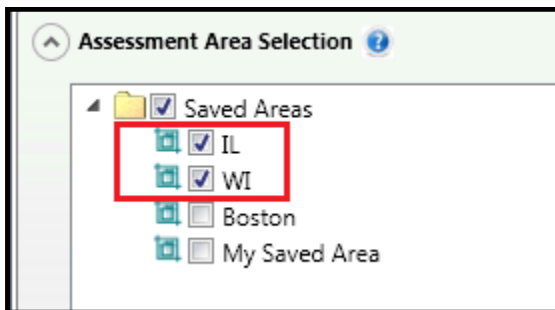 Assessment Area Selection ?
Saved Areas
IL
WI
Boston
My Saved Area